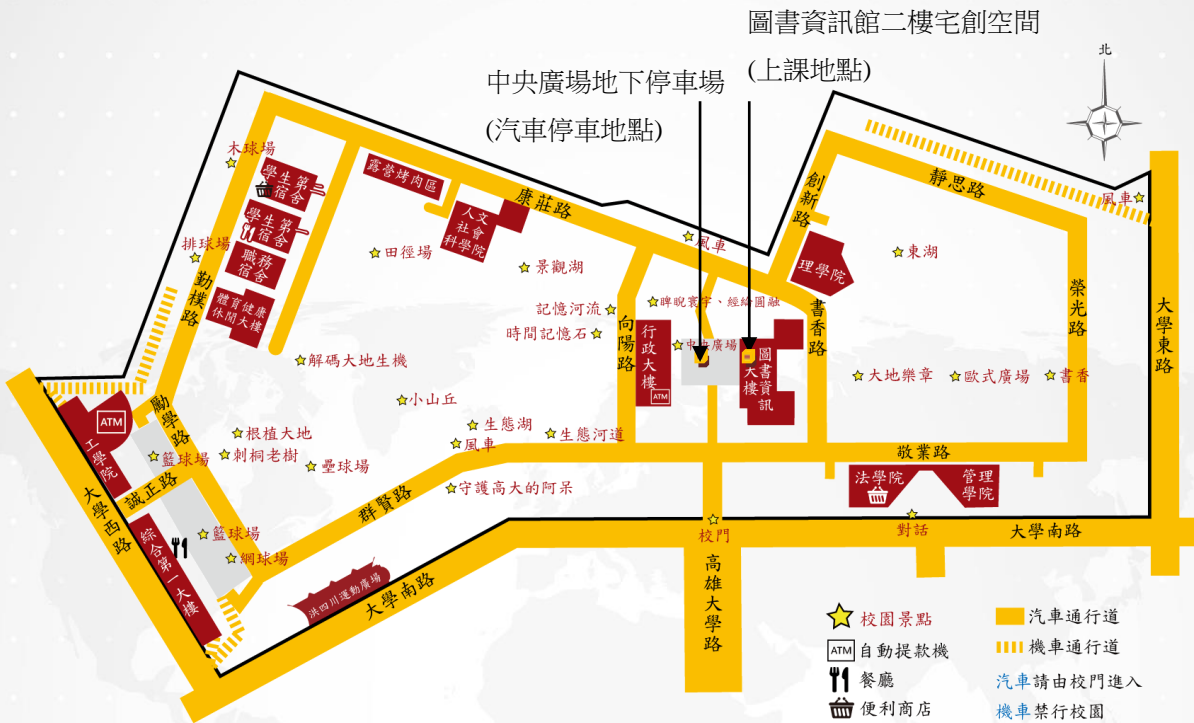 圖書資訊館二樓宅創空間
(上課地點)
中央廣場地下停車場
(汽車停車地點)
北
木球場
學生第二宿舍
學生第一宿舍
排球場
職務宿舍
體育健康休閒大樓
勤樸路
露營烤肉區
人文社會科學院
康莊路
田徑場
景觀湖
記憶河流
時間記憶石
向陽路
風車
睥睨寰宇、經綸圓融
行政大樓
ATM
中央廣場
圖書資訊大樓
創新路
理學院
書香路
靜思路
風車
東湖
榮光路
大學東路
大地樂章
歐式廣場
書香
解碼大地生機
小山丘
生態湖
風車
生態河道
勵學路
ATM
工學院
根植大地
刺桐老樹
籃球場
壘球場
誠正路
大學西路
群賢路
守護高大的阿呆
敬業路
法學院
管理學院
籃球場
網球場
綜合第一大樓
洪四川運動廣場
大學南路
校門
對話
大學南路
高雄大學路
校園景點
ATM 自動提款機
餐廳
便利商店
汽車通行道
機車通行道
汽車請由校門進入
機車禁行校園